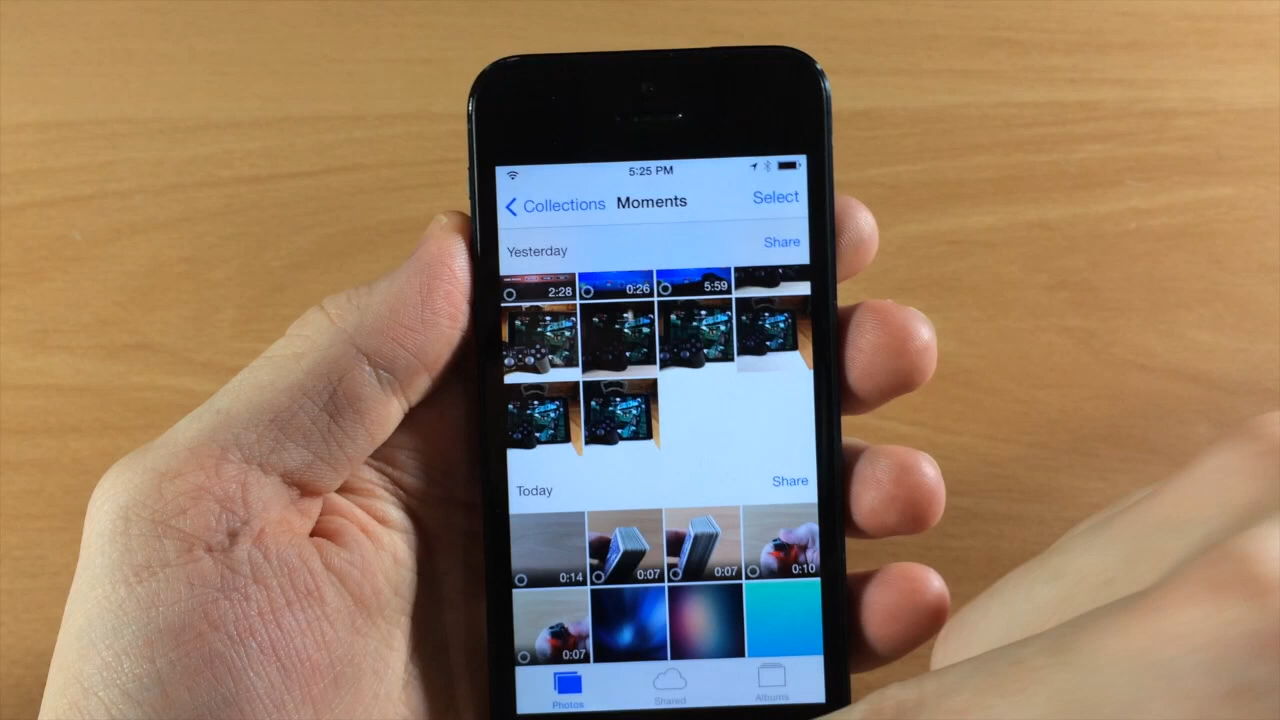 5:25 PM
Collections Moments Select
Yesterday Share
2:28 0:26 5:59
Today Share
0:14 0:07 0:07 0:10
0:07
Photos Shared Albums